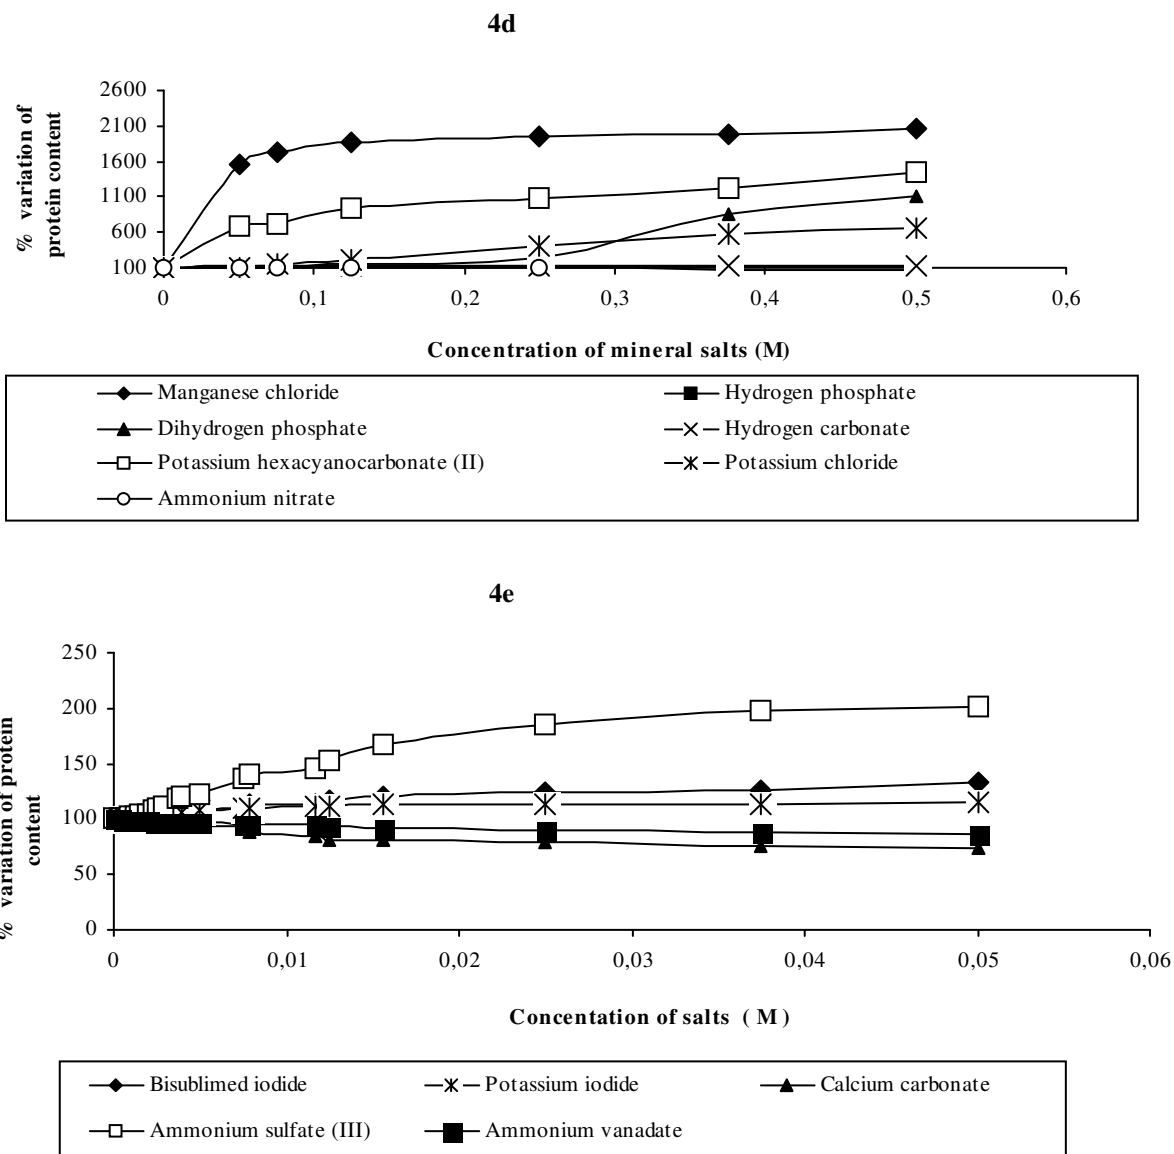 4d
% variation of
protein content
2600
2100
1600
1100
600
100
0 0,1 0,2 0,3 0,4 0,5 0,6
Concentration of mineral salts (M)
Manganese chloride Hydrogen phosphate
Dihydrogen phosphate Hydrogen carbonate
Potassium hexacyanocarbonate (II) Potassium chloride
Ammonium nitrate
4e
% variation of protein
content
250
200
150
100
50
0
0 0,01 0,02 0,03 0,04 0,05 0,06
Concentation of salts ( M )
Bisublimed iodide Potassium iodide Calcium carbonate
Ammonium sulfate (III) Ammonium vanadate